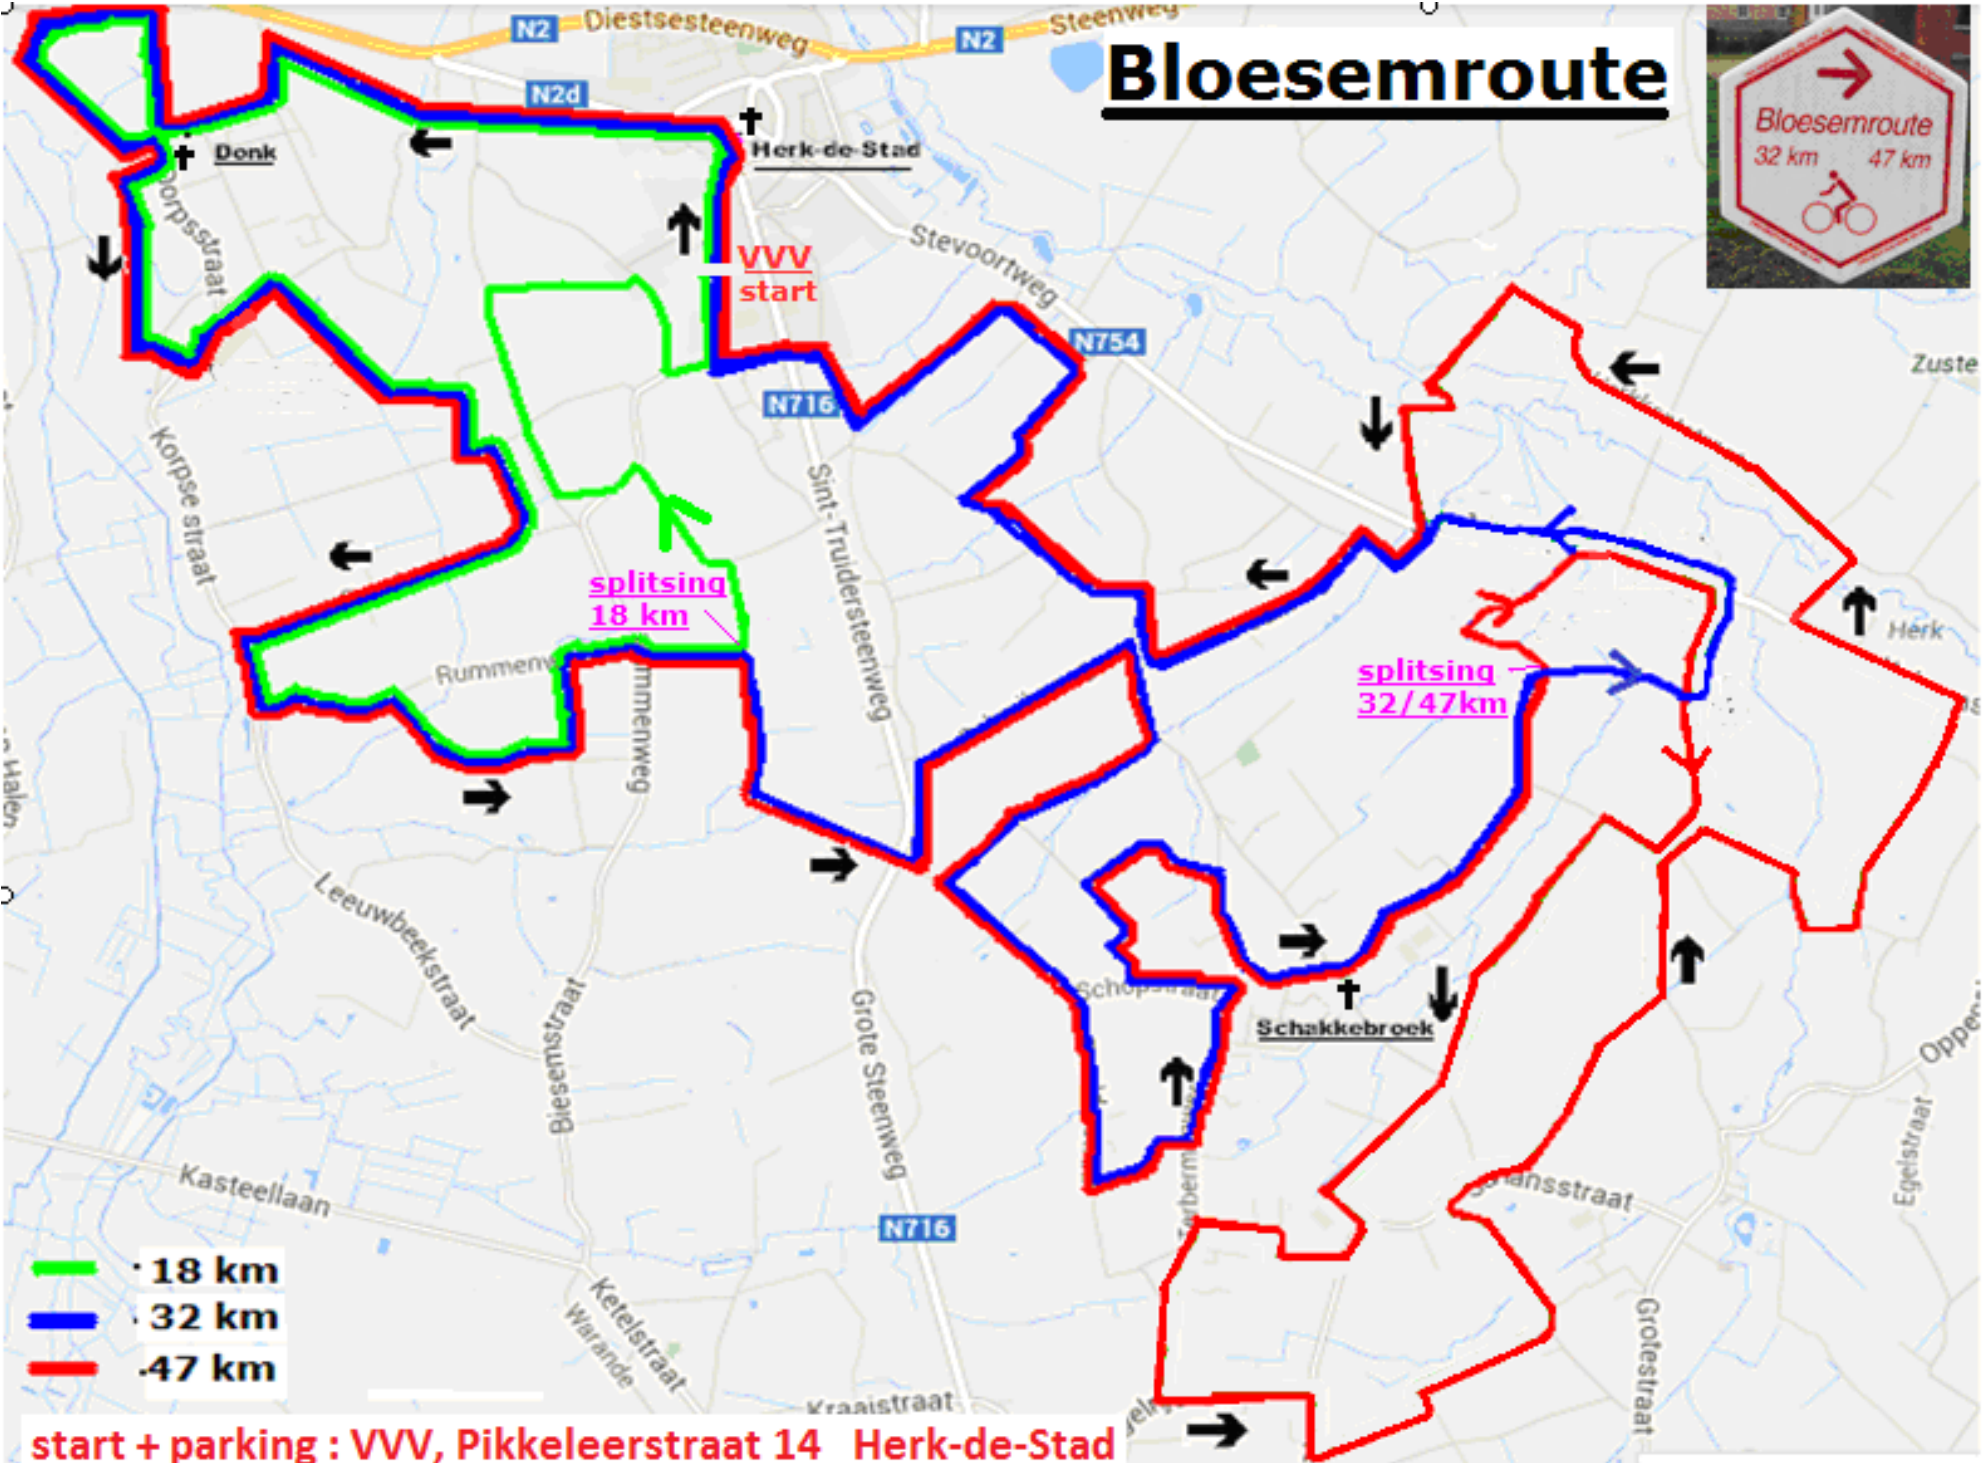 N2
Diestsesteenweg
N2
Steenweg
Bloesemroute
Bloesemroute
32 km 47 km
N2d
Donk
Herk-de-Stad
Dorpsstraat
VVV
start
Stevoortweg
N754
Zuste
N716
Korpse straat
Sint-Truidersteenweg
splitsing
18 km
Herk
splitsing
32/47km
Halen
Leeuwbeekstraat
Schopstraat
Schakkebroek
Biesemstraat
Grote Steenweg
Egelstraat
Kasteellaan
N716
18 km
32 km
47 km
Ketelstraat
Warande
Grotestraat
Kraaistraat
start + parking : VVV, Pikkeleerstraat 14 Herk-de-Stad